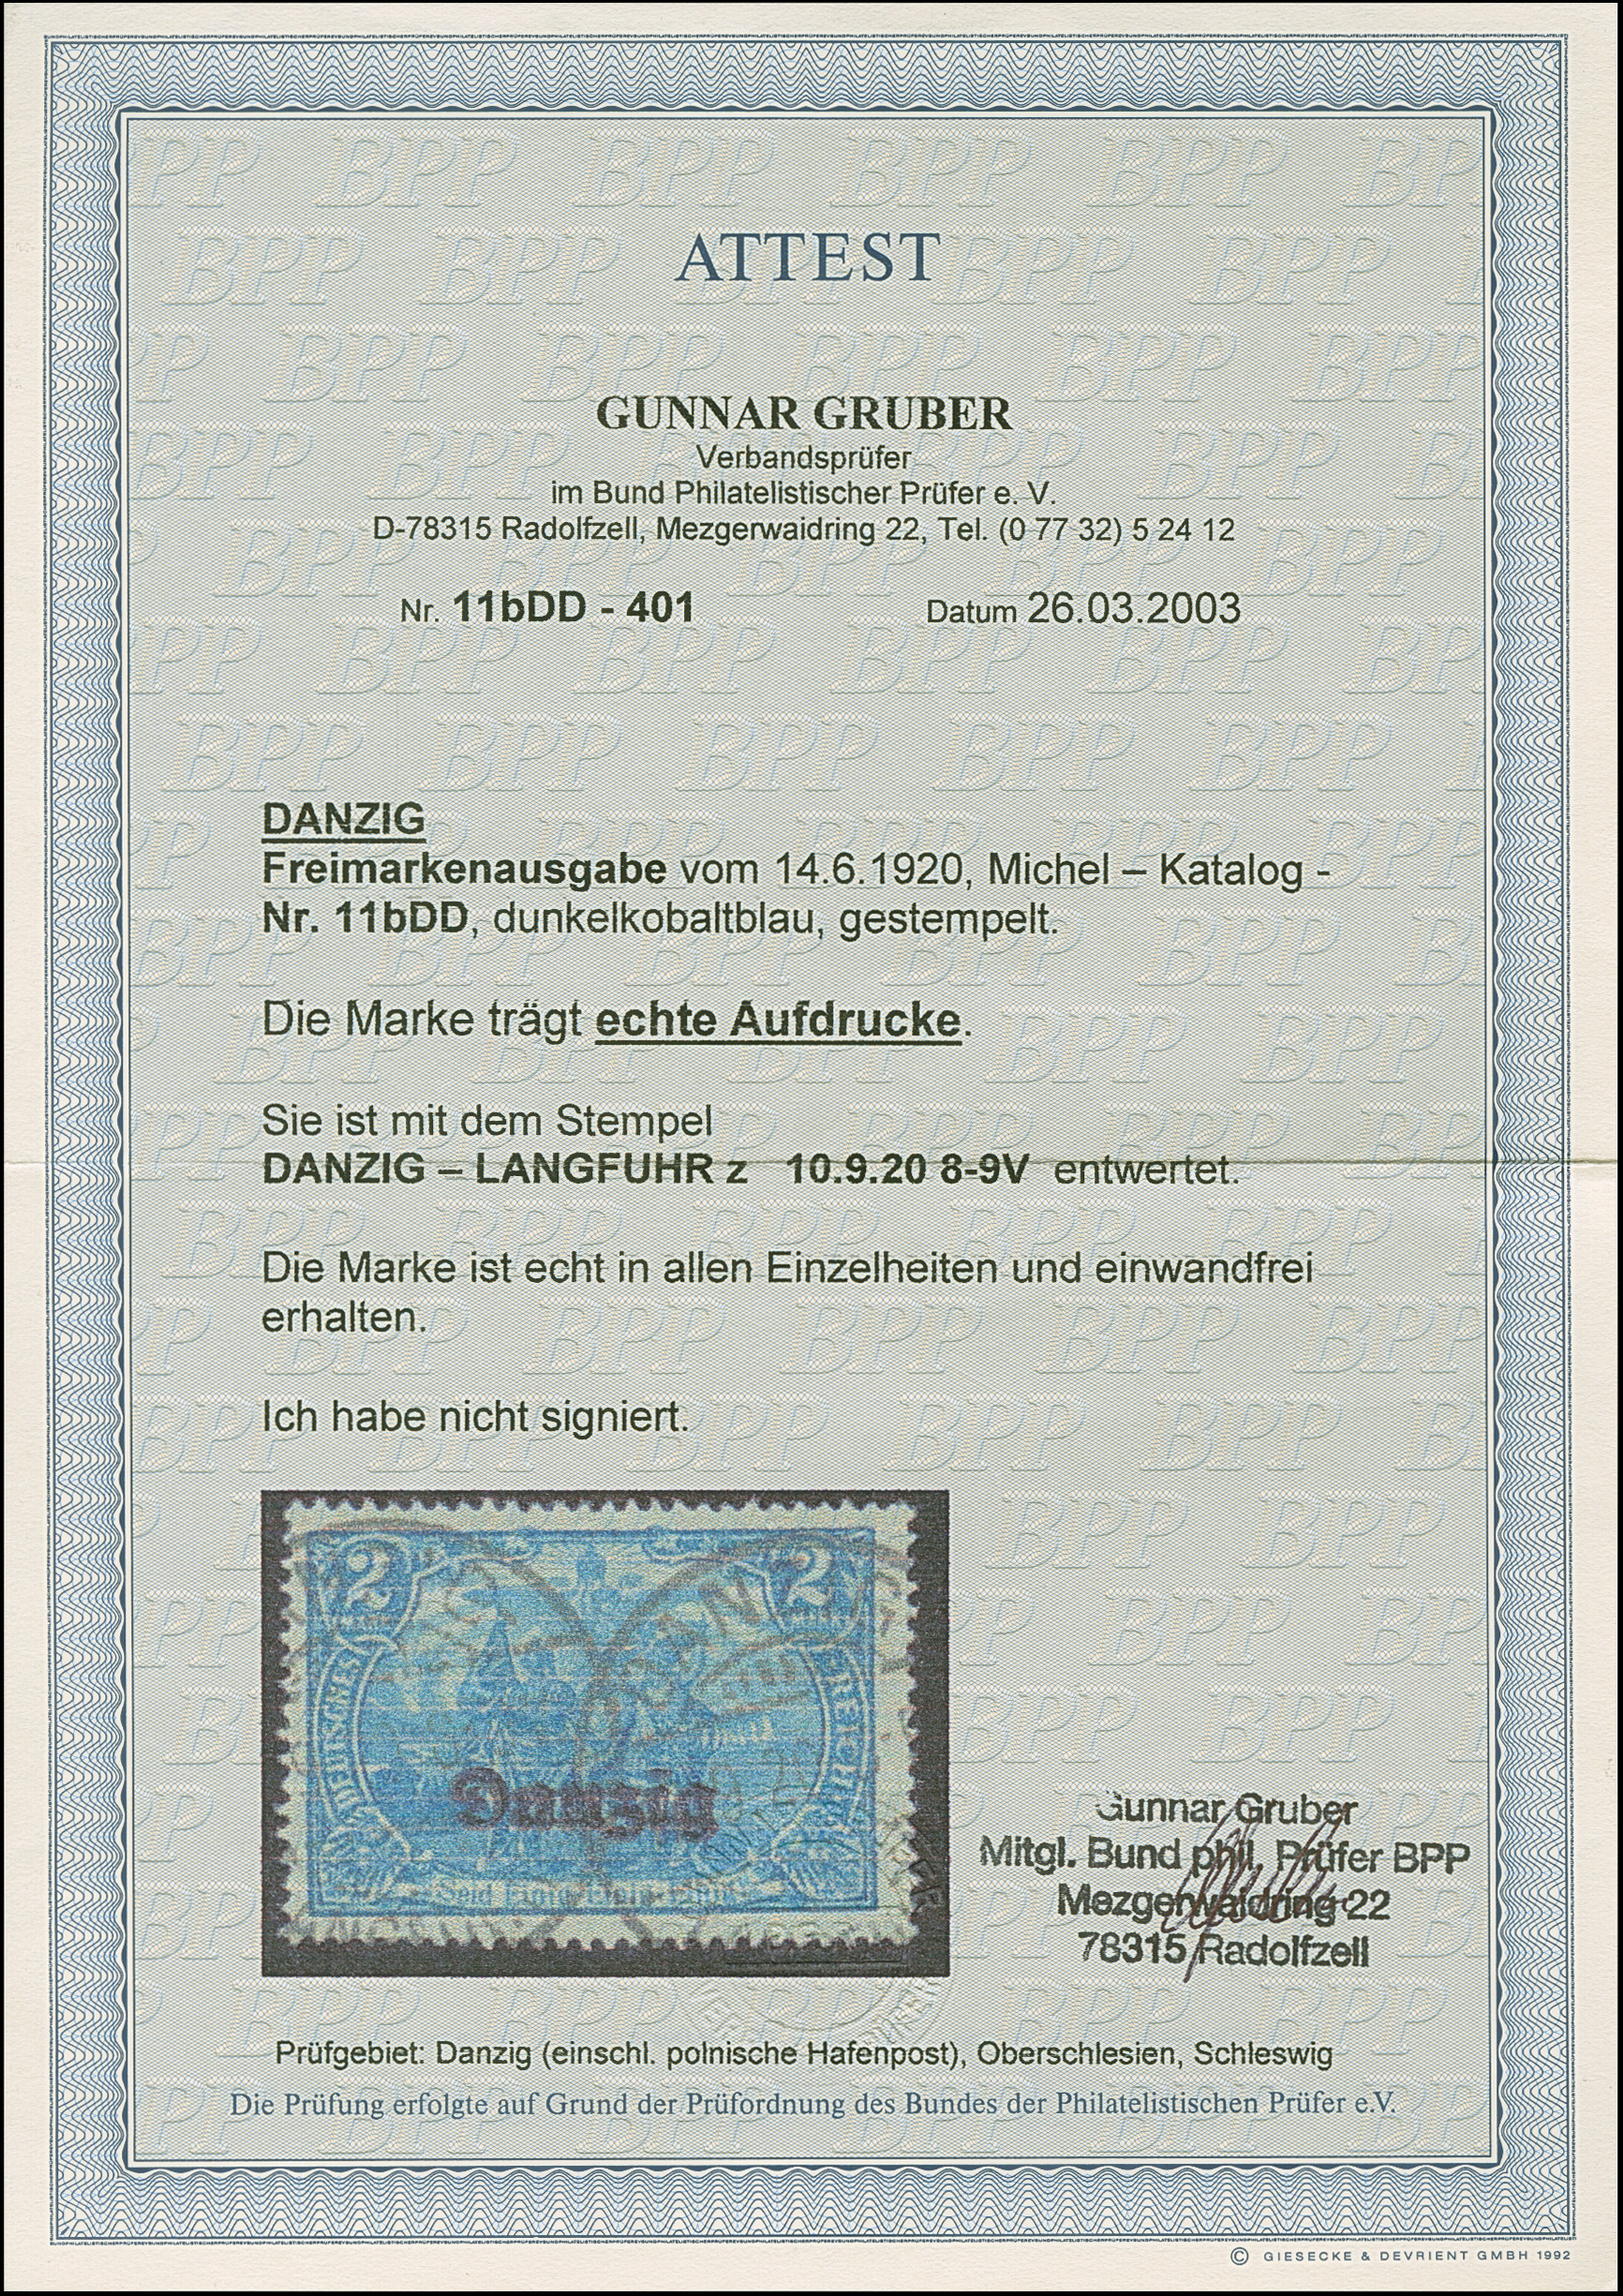 ATTEST
GUNNAR GRUBER
Verbandsprüfer
im Bund Philatelistischer Prüfer e. V.
D-78315 Radolfzell, Mezgerwaidring 22, Tel. (0 77 32) 5 24 12
Nr. 11bDD - 401 Datum 26.03.2003
DANZIG
Freimarkenausgabe vom 14.6.1920, Michel – Katalog -
Nr. 11bDD, dunkelkobaltblau, gestempelt.
Die Marke trägt echte Aufdrucke.
Sie ist mit dem Stempel
DANZIG – LANGFUHR z 10.9.20 8-9V entwertet.
Die Marke ist echt in allen Einzelheiten und einwandfrei
erhalten.
Ich habe nicht signiert.
2 2
DEUTSCHES REICH
Danzig
Gunnar Gruber
Mitgl. Bund phil. Prüfer BPP
Mezgerwaidring 22
78315 Radolfzell
Prüfgebiet: Danzig (einschl. polnische Hafenpost), Oberschlesien, Schleswig
Die Prüfung erfolgte auf Grund der Prüfordnung des Bundes der Philatelistischen Prüfer e.V.
© GIESECKE & DEVRIENT GMBH 1992